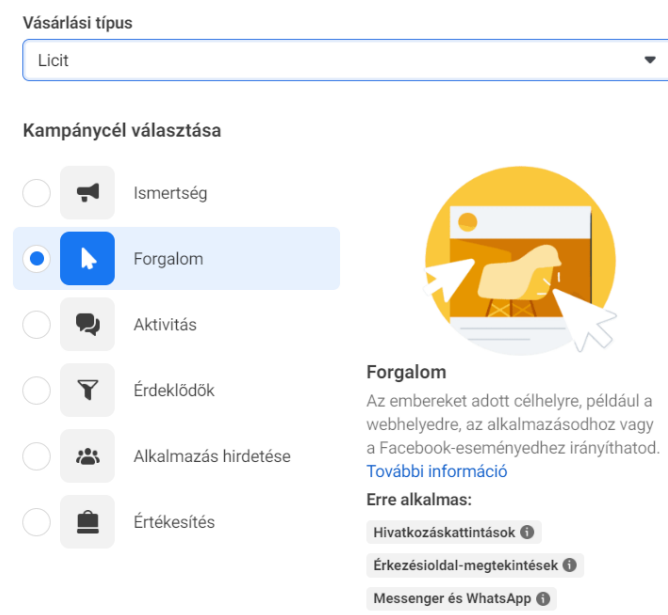 Vásárlási típus
Licit
Kampánycél választása
Ismertség
Forgalom
Aktivitás
Érdeklődök
Alkalmazás hirdetése
Értékesítés
Forgalom
Az embereket adott célhelyre, például a
webhelyedre, az alkalmazásodhoz vagy
a Facebook-eseményedhez irányíthatod.
További információ
Erre alkalmas:
Hivatkozáskattintások
Érkezésioldal-megtekintések
Messenger és WhatsApp